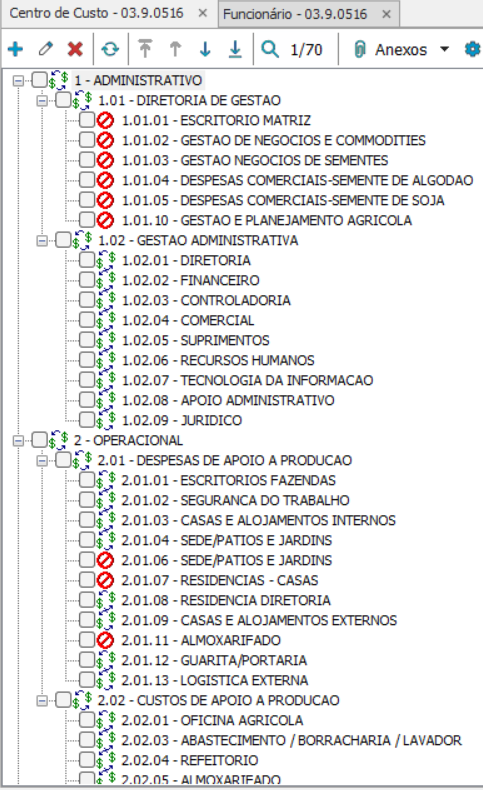 Centro de Custo - 03.9.0516 × Funcionário - 03.9.0516 ×
1/70 Anexos
1 - ADMINISTRATIVO
1.01 - DIRETORIA DE GESTAO
1.01.01 - ESCRITORIO MATRIZ
1.01.02 - GESTAO DE NEGOCIOS E COMMODITIES
1.01.03 - GESTAO NEGOCIOS DE SEMENTES
1.01.04 - DESPESAS COMERCIAIS-SEMENTE DE ALGODAO
1.01.05 - DESPESAS COMERCIAIS-SEMENTE DE SOJA
1.01.10 - GESTAO E PLANEJAMENTO AGRICOLA
1.02 - GESTAO ADMINISTRATIVA
1.02.01 - DIRETORIA
1.02.02 - FINANCEIRO
1.02.03 - CONTROLADORIA
1.02.04 - COMERCIAL
1.02.05 - SUPRIMENTOS
1.02.06 - RECURSOS HUMANOS
1.02.07 - TECNOLOGIA DA INFORMACAO
1.02.08 - APOIO ADMINISTRATIVO
1.02.09 - JURIDICO
2 - OPERACIONAL
2.01 - DESPESAS DE APOIO A PRODUCAO
2.01.01 - ESCRITORIOS FAZENDAS
2.01.02 - SEGURANCA DO TRABALHO
2.01.03 - CASAS E ALOJAMENTOS INTERNOS
2.01.04 - SEDE/PATIOS E JARDINS
2.01.06 - SEDE/PATIOS E JARDINS
2.01.07 - RESIDENCIAS - CASAS
2.01.08 - RESIDENCIA DIRETORIA
2.01.09 - CASAS E ALOJAMENTOS EXTERNOS
2.01.11 - ALMOXARIFADO
2.01.12 - GUARITA/PORTARIA
2.01.13 - LOGISTICA EXTERNA
2.02 - CUSTOS DE APOIO A PRODUCAO
2.02.01 - OFICINA AGRICOLA
2.02.03 - ABASTECIMENTO / BORRACHARIA / LAVADOR
2.02.04 - REFEITORIO
2.02.05 - ALMOXARIFADO